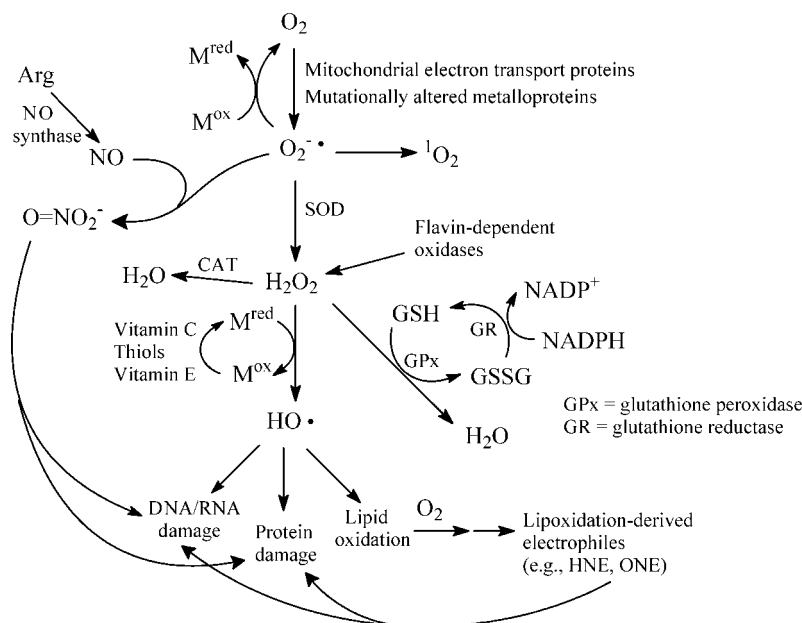 O₂
Mʳᵉᵈ
Mitochondrial electron transport proteins
Mutationally altered metalloproteins
Arg
Mᵒˣ
NO
synthase
NO
O₂⁻•
¹O₂
O=NO₂⁻
SOD
Flavin-dependent
oxidases
H₂O
CAT
H₂O₂
NADP⁺
GSH
GR
NADPH
Vitamin C
Thiols
Vitamin E
Mʳᵉᵈ
Mᵒˣ
GPx
GSSG
GPx = glutathione peroxidase
GR = glutathione reductase
HO•
H₂O
DNA/RNA
damage
Protein
damage
Lipid
oxidation
O₂
Lipoxidation-derived
electrophiles
(e.g., HNE, ONE)